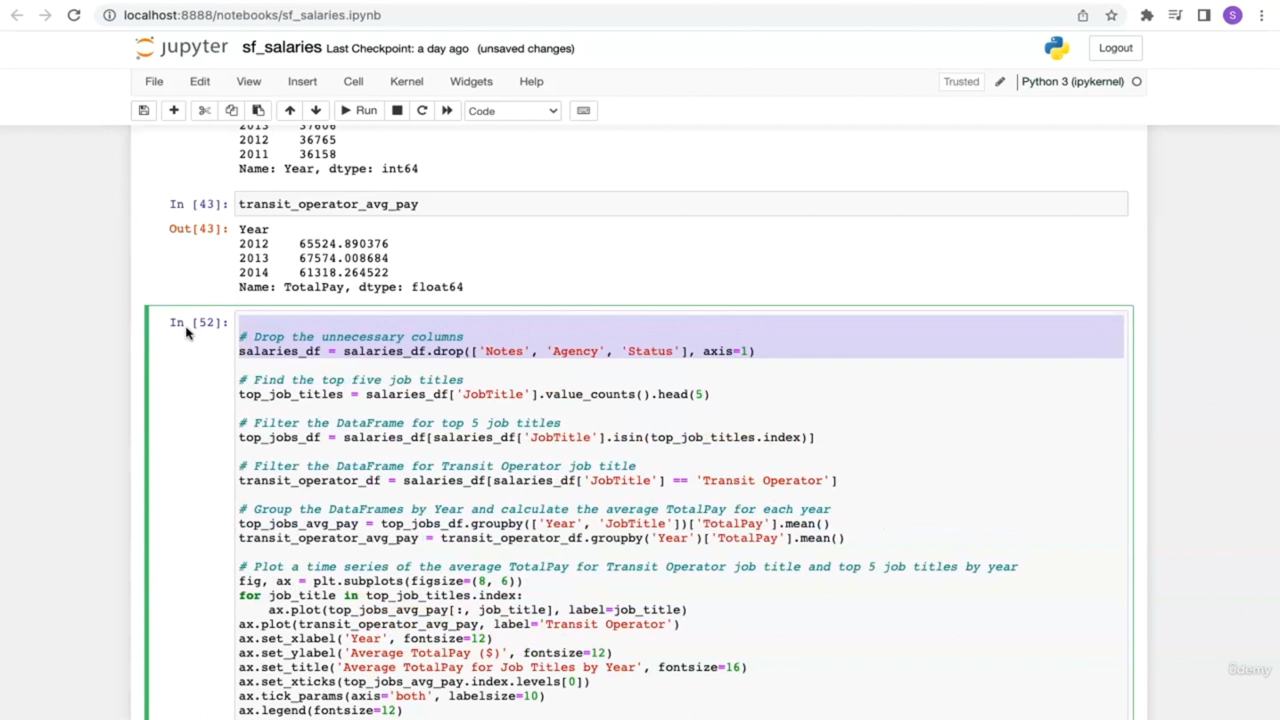 localhost:8888/notebooks/sf_salaries.ipynb
S
jupyter sf_salaries Last Checkpoint: a day ago (unsaved changes)
Logout
File Edit View Insert Cell Kernel Widgets Help
Trusted Python 3 (ipykernel)
Run Code
2013 37606
2012 36765
2011 36158
Name: Year, dtype: int64
In [43]: transit_operator_avg_pay
Out[43]: Year
2012 65524.890376
2013 67574.008684
2014 61318.264522
Name: TotalPay, dtype: float64
In [52]:
# Drop the unnecessary columns
salaries_df = salaries_df.drop(['Notes', 'Agency', 'Status'], axis=1)
# Find the top five job titles
top_job_titles = salaries_df['JobTitle'].value_counts().head(5)
# Filter the DataFrame for top 5 job titles
top_jobs_df = salaries_df[salaries_df['JobTitle'].isin(top_job_titles.index)]
# Filter the DataFrame for Transit Operator job title
transit_operator_df = salaries_df[salaries_df['JobTitle'] == 'Transit Operator']
# Group the DataFrames by Year and calculate the average TotalPay for each year
top_jobs_avg_pay = top_jobs_df.groupby(['Year', 'JobTitle'])['TotalPay'].mean()
transit_operator_avg_pay = transit_operator_df.groupby('Year')['TotalPay'].mean()
# Plot a time series of the average TotalPay for Transit Operator job title and top 5 job titles by year
fig, ax = plt.subplots(figsize=(8, 6))
for job_title in top_job_titles.index:
    ax.plot(top_jobs_avg_pay[:, job_title], label=job_title)
ax.plot(transit_operator_avg_pay, label='Transit Operator')
ax.set_xlabel('Year', fontsize=12)
ax.set_ylabel('Average TotalPay ($)', fontsize=12)
ax.set_title('Average TotalPay for Job Titles by Year', fontsize=16)
ax.set_xticks(top_jobs_avg_pay.index.levels[0])
ax.tick_params(axis='both', labelsize=10)
ax.legend(fontsize=12)
ûdemy